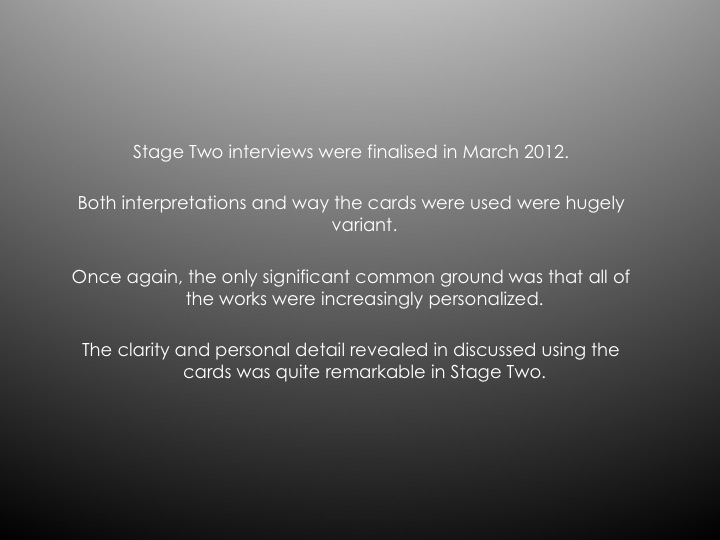 Stage Two interviews were finalised in March 2012.
Both interpretations and way the cards were used were hugely
variant.
Once again, the only significant common ground was that all of
the works were increasingly personalized.
The clarity and personal detail revealed in discussed using the
cards was quite remarkable in Stage Two.